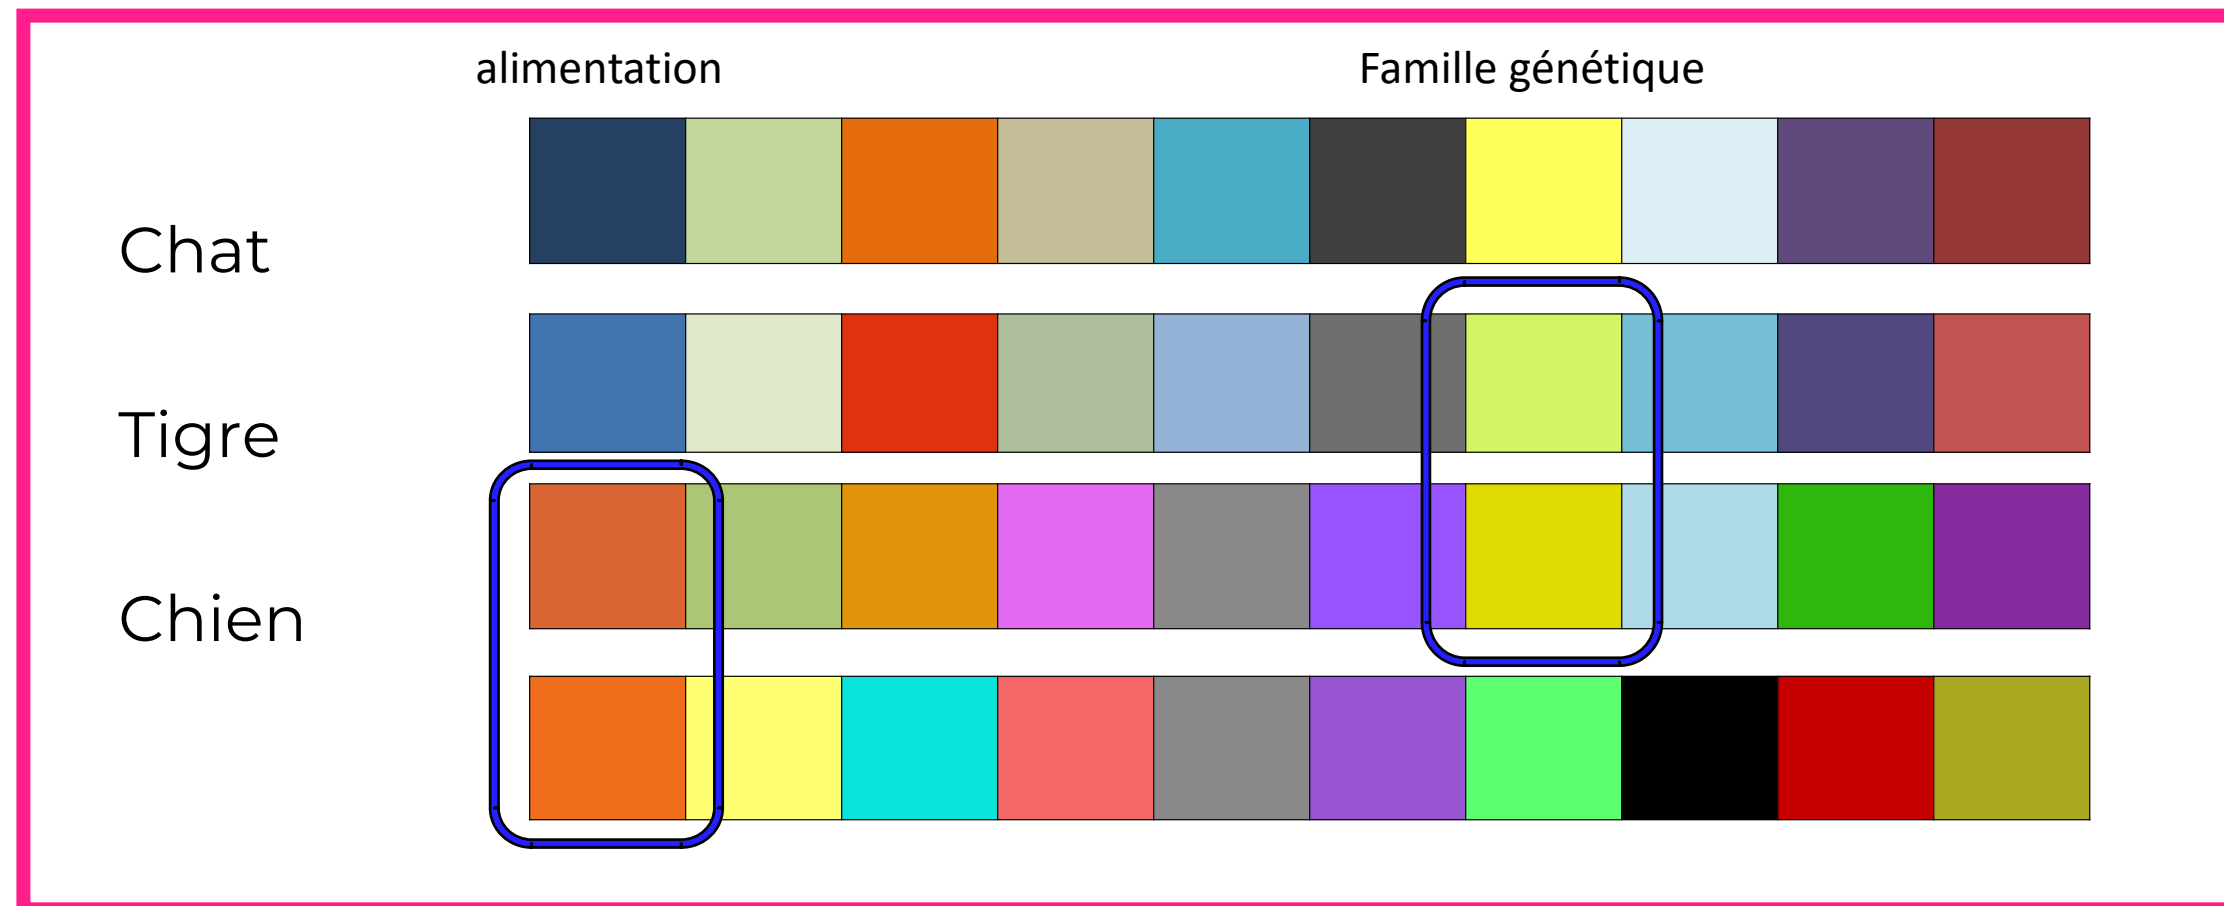 alimentation
Famille génétique
Chat
Tigre
Chien